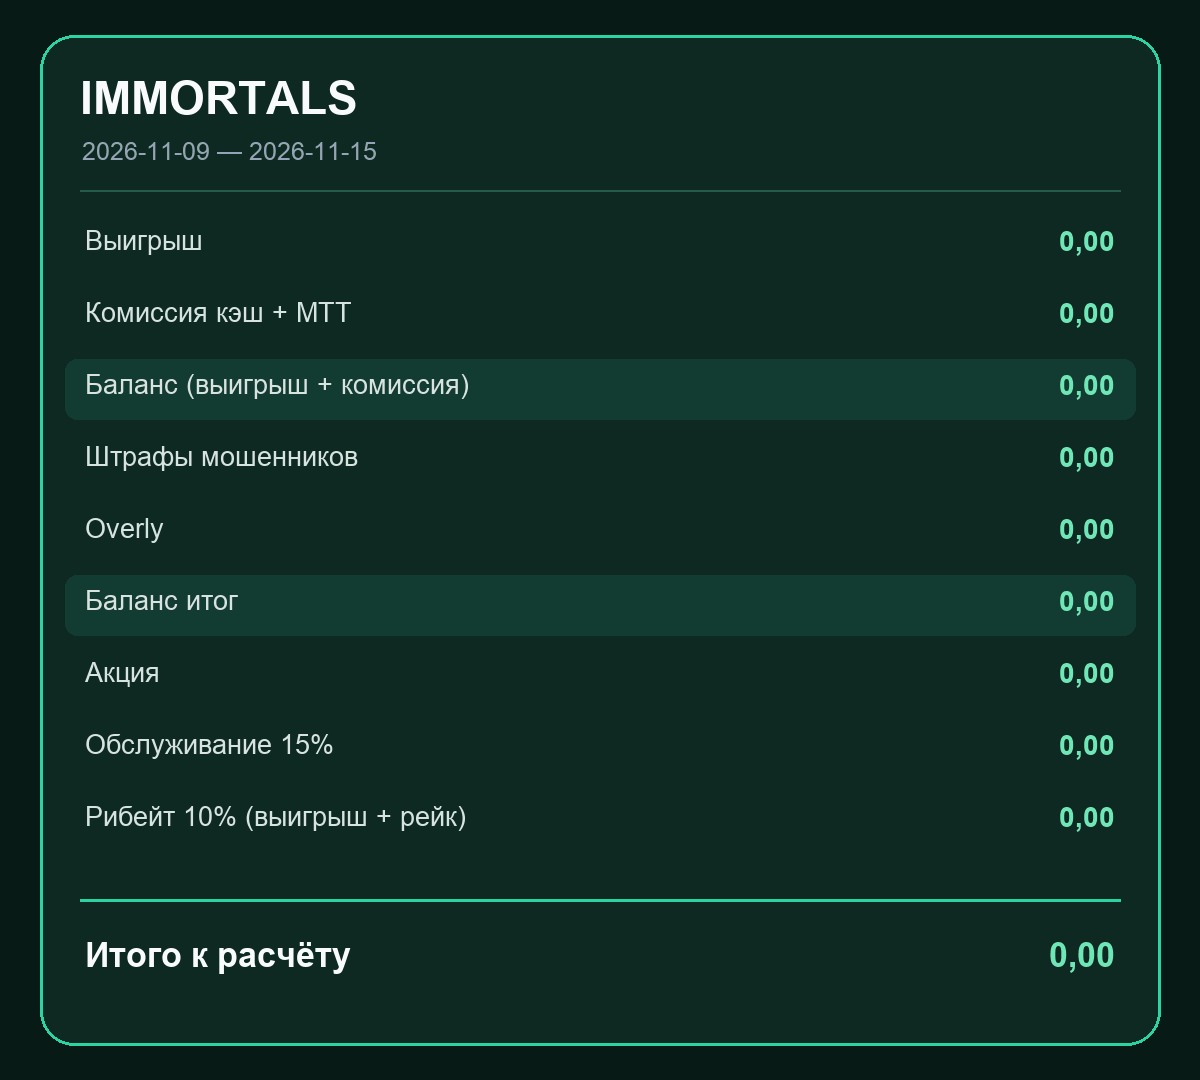 IMMORTALS
2026-11-09 — 2026-11-15
Выигрыш 0,00
Комиссия кэш + МТТ 0,00
Баланс (выигрыш + комиссия) 0,00
Штрафы мошенников 0,00
Overly 0,00
Баланс итог 0,00
Акция 0,00
Обслуживание 15% 0,00
Рибейт 10% (выигрыш + рейк) 0,00
Итого к расчёту 0,00